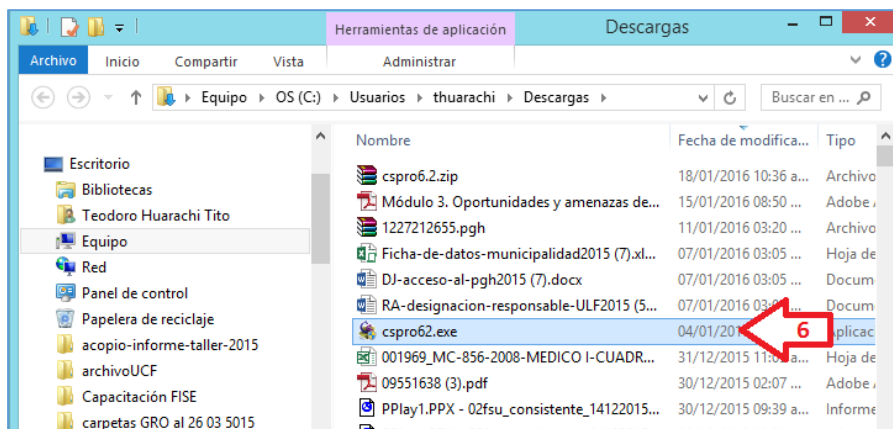 Herramientas de aplicación Descargas
Archivo Inicio Compartir Vista Administrar
Equipo OS (C:) Usuarios thuarachi Descargas Buscar en ...
Escritorio
Bibliotecas
Teodoro Huarachi Tito
Equipo
Red
Panel de control
Papelera de reciclaje
acopio-informe-taller-2015
archivoUCF
Capacitación FISE
carpetas GRO al 26 03 5015
Nombre Fecha de modifica... Tipo
cspro6.2.zip 18/01/2016 10:36 a... Archivo
Módulo 3. Oportunidades y amenazas de... 15/01/2016 08:50 ... Adobe
1227212655.pgh 11/01/2016 03:20 ... Archivo
Ficha-de-datos-municipalidad2015 (7).xl... 07/01/2016 03:05 ... Hoja de
DJ-acceso-al-pgh2015 (7).docx 07/01/2016 03:05 ... Docum
RA-designacion-responsable-ULF2015 (5... 07/01/2016 Docum
cspro62.exe 04/01/201 6 Aplicac
001969_MC-856-2008-MEDICO I-CUADR... 31/12/2015 Hoja de
09551638 (3).pdf 30/12/2015 02:07 ... Adobe
PPlay1.PPX - 02fsu_consistente_14122015... 30/12/2015 09:39 a... Informe